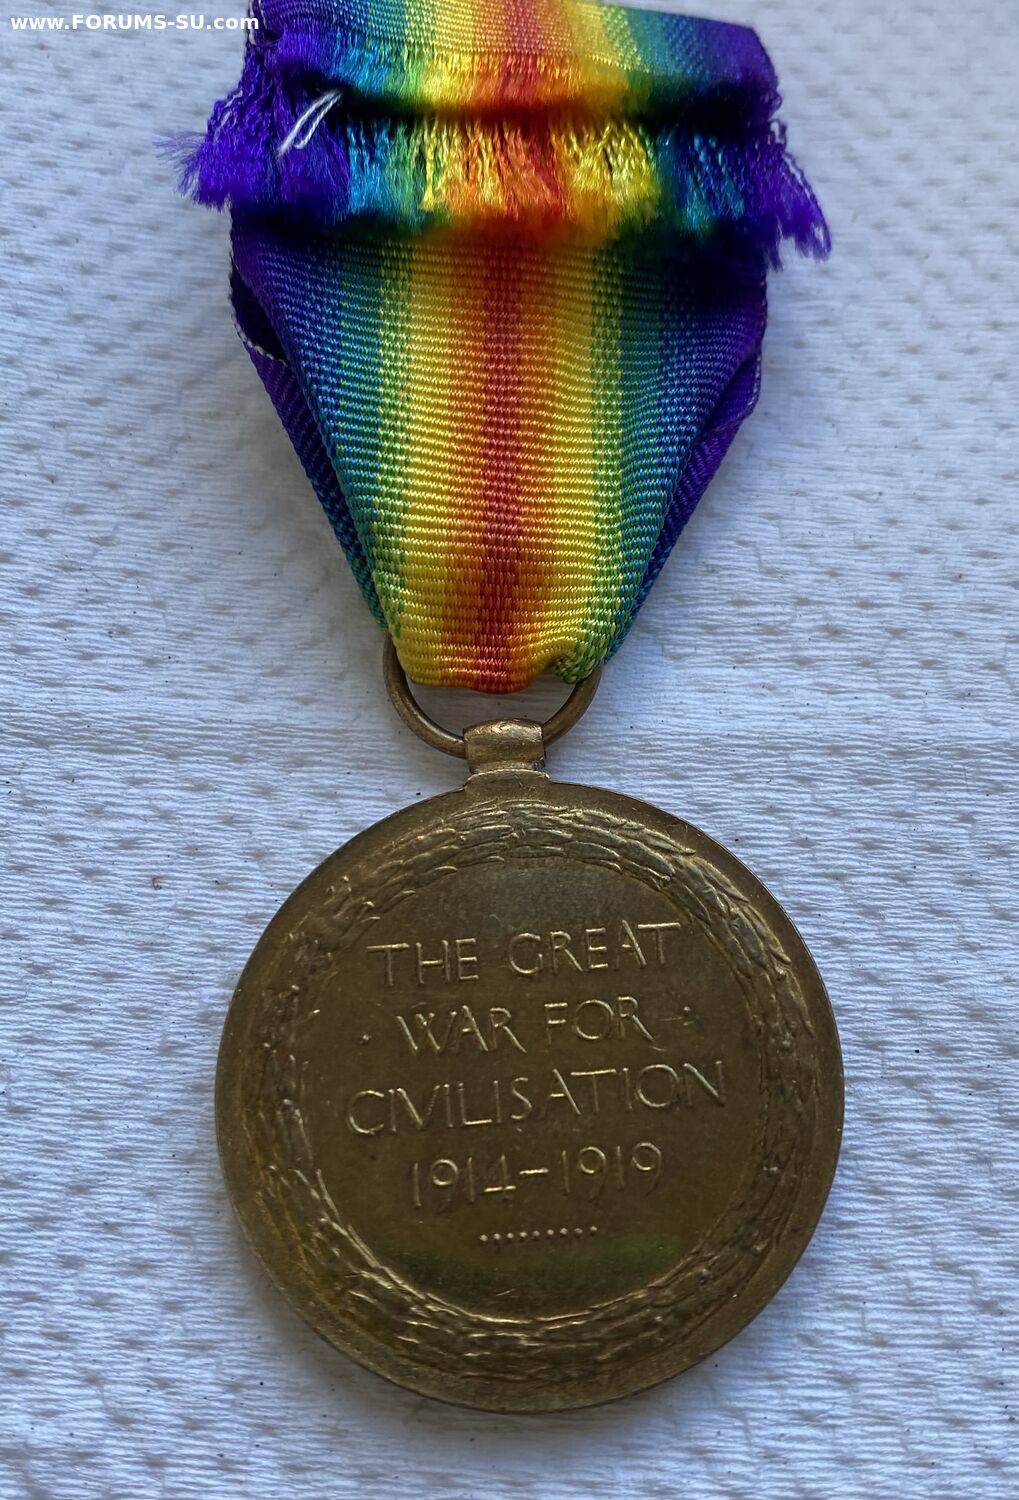 www.FORUMS-SU.com
THE GREAT
· WAR FOR ·
CIVILISATION
1914-1919